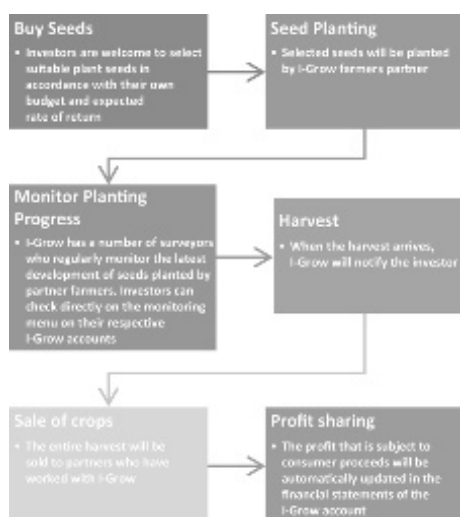 Buy Seeds
• Investors are welcome to select
suitable plant seeds in
accordance with their own
budget and expected
rate of return
Seed Planting
• Selected seeds will be planted
by I-Grow farmers partner
Monitor Planting
Progress
• I-Grow has a number of surveyors
who regularly monitor the latest
development of seeds planted by
partner farmers. Investors can
check directly on the monitoring
menu on their respective
I-Grow accounts
Harvest
• When the harvest arrives,
I-Grow will notify the investor
Sale of crops
• The entire harvest will be
sold to partners who have
worked with I-Grow
Profit sharing
• The profit that is subject to
consumer proceeds will be
automatically updated in the
financial statements of the
I-Grow account